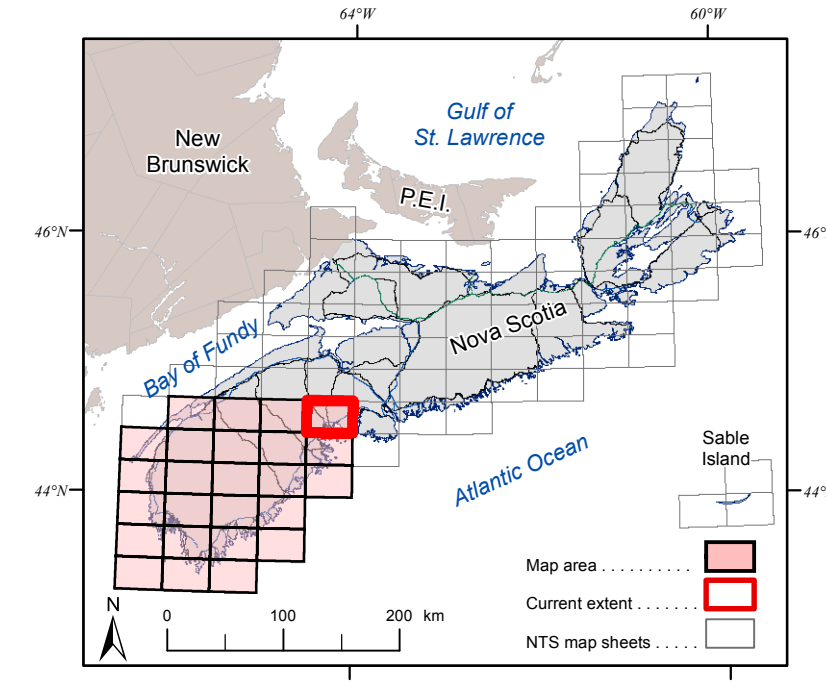 64°W
60°W
Gulf of
St. Lawrence
New
Brunswick
P.E.I.
46°N
46°
Nova Scotia
Bay of Fundy
Sable
Island
Atlantic Ocean
44°N
44°
Map area . . . . . . . . . .
Current extent . . . . . . .
NTS map sheets . . . . .
N
0 100 200 km